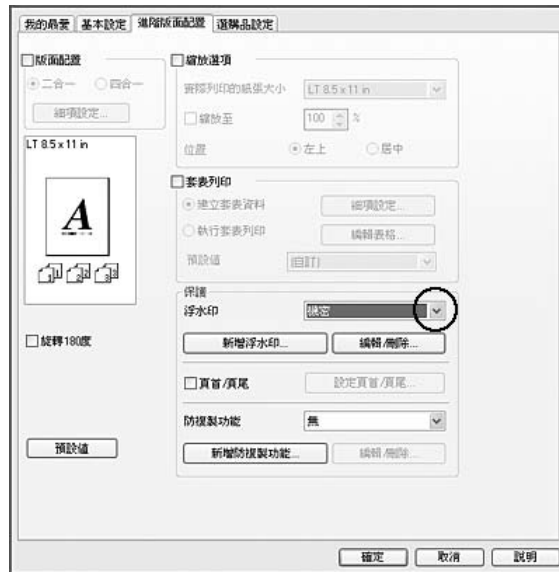 我的最愛 基本設定 進階版面配置 選購品設定
版面配置
二合一 四合一
細項設定...
LT 8.5 x 11 in
A
1 1 2 2 3 3
旋轉180度
預設值
縮放選項
實際列印的紙張大小 LT 8.5 x 11 in
縮放至 100 %
位置 左上 居中
套表列印
建立套表資料 細項設定...
執行套表列印 編輯表格...
預設值 (自訂)
保護
浮水印 機密
新增浮水印... 編輯/刪除...
頁首/頁尾 設定頁首/頁尾...
防複製功能 無
新增防複製功能... 編輯/刪除...
確定 取消 說明